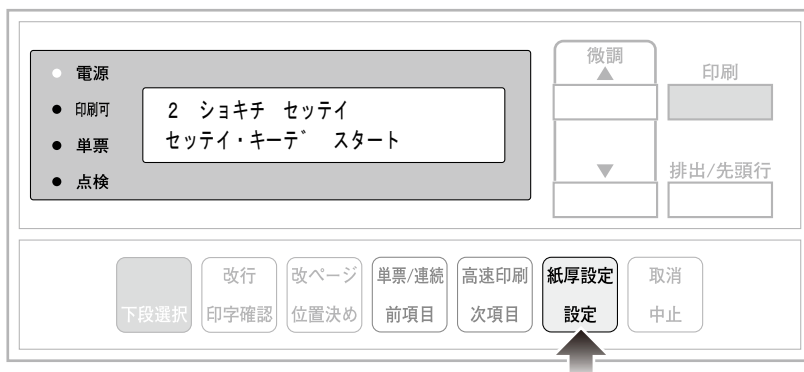 電源
印刷可
単票
点検
2 ショキチ セッテイ
セッテイ・キーデ スタート
微調
▲
▼
印刷
排出/先頭行
下段選択
改行
印字確認
改ページ
位置決め
単票/連続
前項目
高速印刷
次項目
紙厚設定
設定
取消
中止